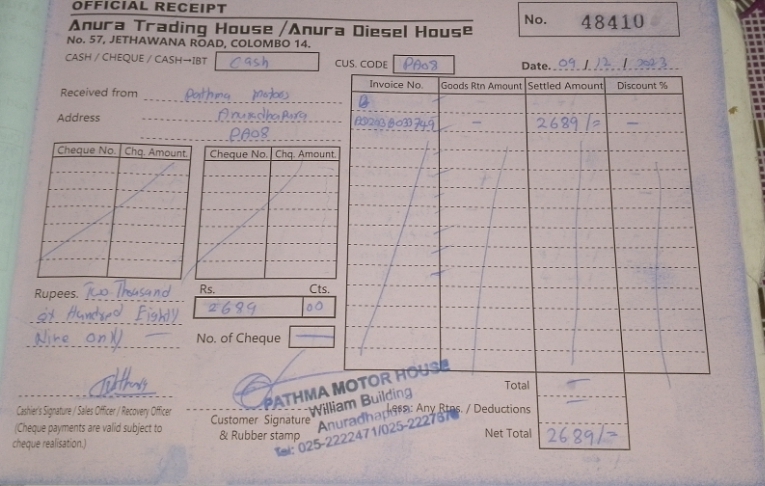 OFFICIAL RECEIPT
Anura Trading House / Anura Diesel House
No. 57, JETHAWANA ROAD, COLOMBO 14.
No. 48410
CASH / CHEQUE / CASH→IBT Cash
CUS. CODE PA08
Date. 09 / 12 / 2023
Received from Pathma Motors
Address Anuradhapura
PA08
Invoice No. Goods Rtn Amount Settled Amount Discount %
- 2689/= -
Cheque No. Chq. Amount Cheque No. Chq. Amount
Rupees. Two Thousand
Six Hundred Eighty
Nine only
Rs. Cts.
2689 00
No. of Cheque
Cashier's Signature / Sales Officer / Recovery Officer
(Cheque payments are valid subject to
cheque realisation.)
Customer Signature
& Rubber stamp
PATHMA MOTOR HOUSE
William Building
Anuradhapura
Tel: 025-2222471/025-
Total
Less: Any Rtns. / Deductions
Net Total 2689/=